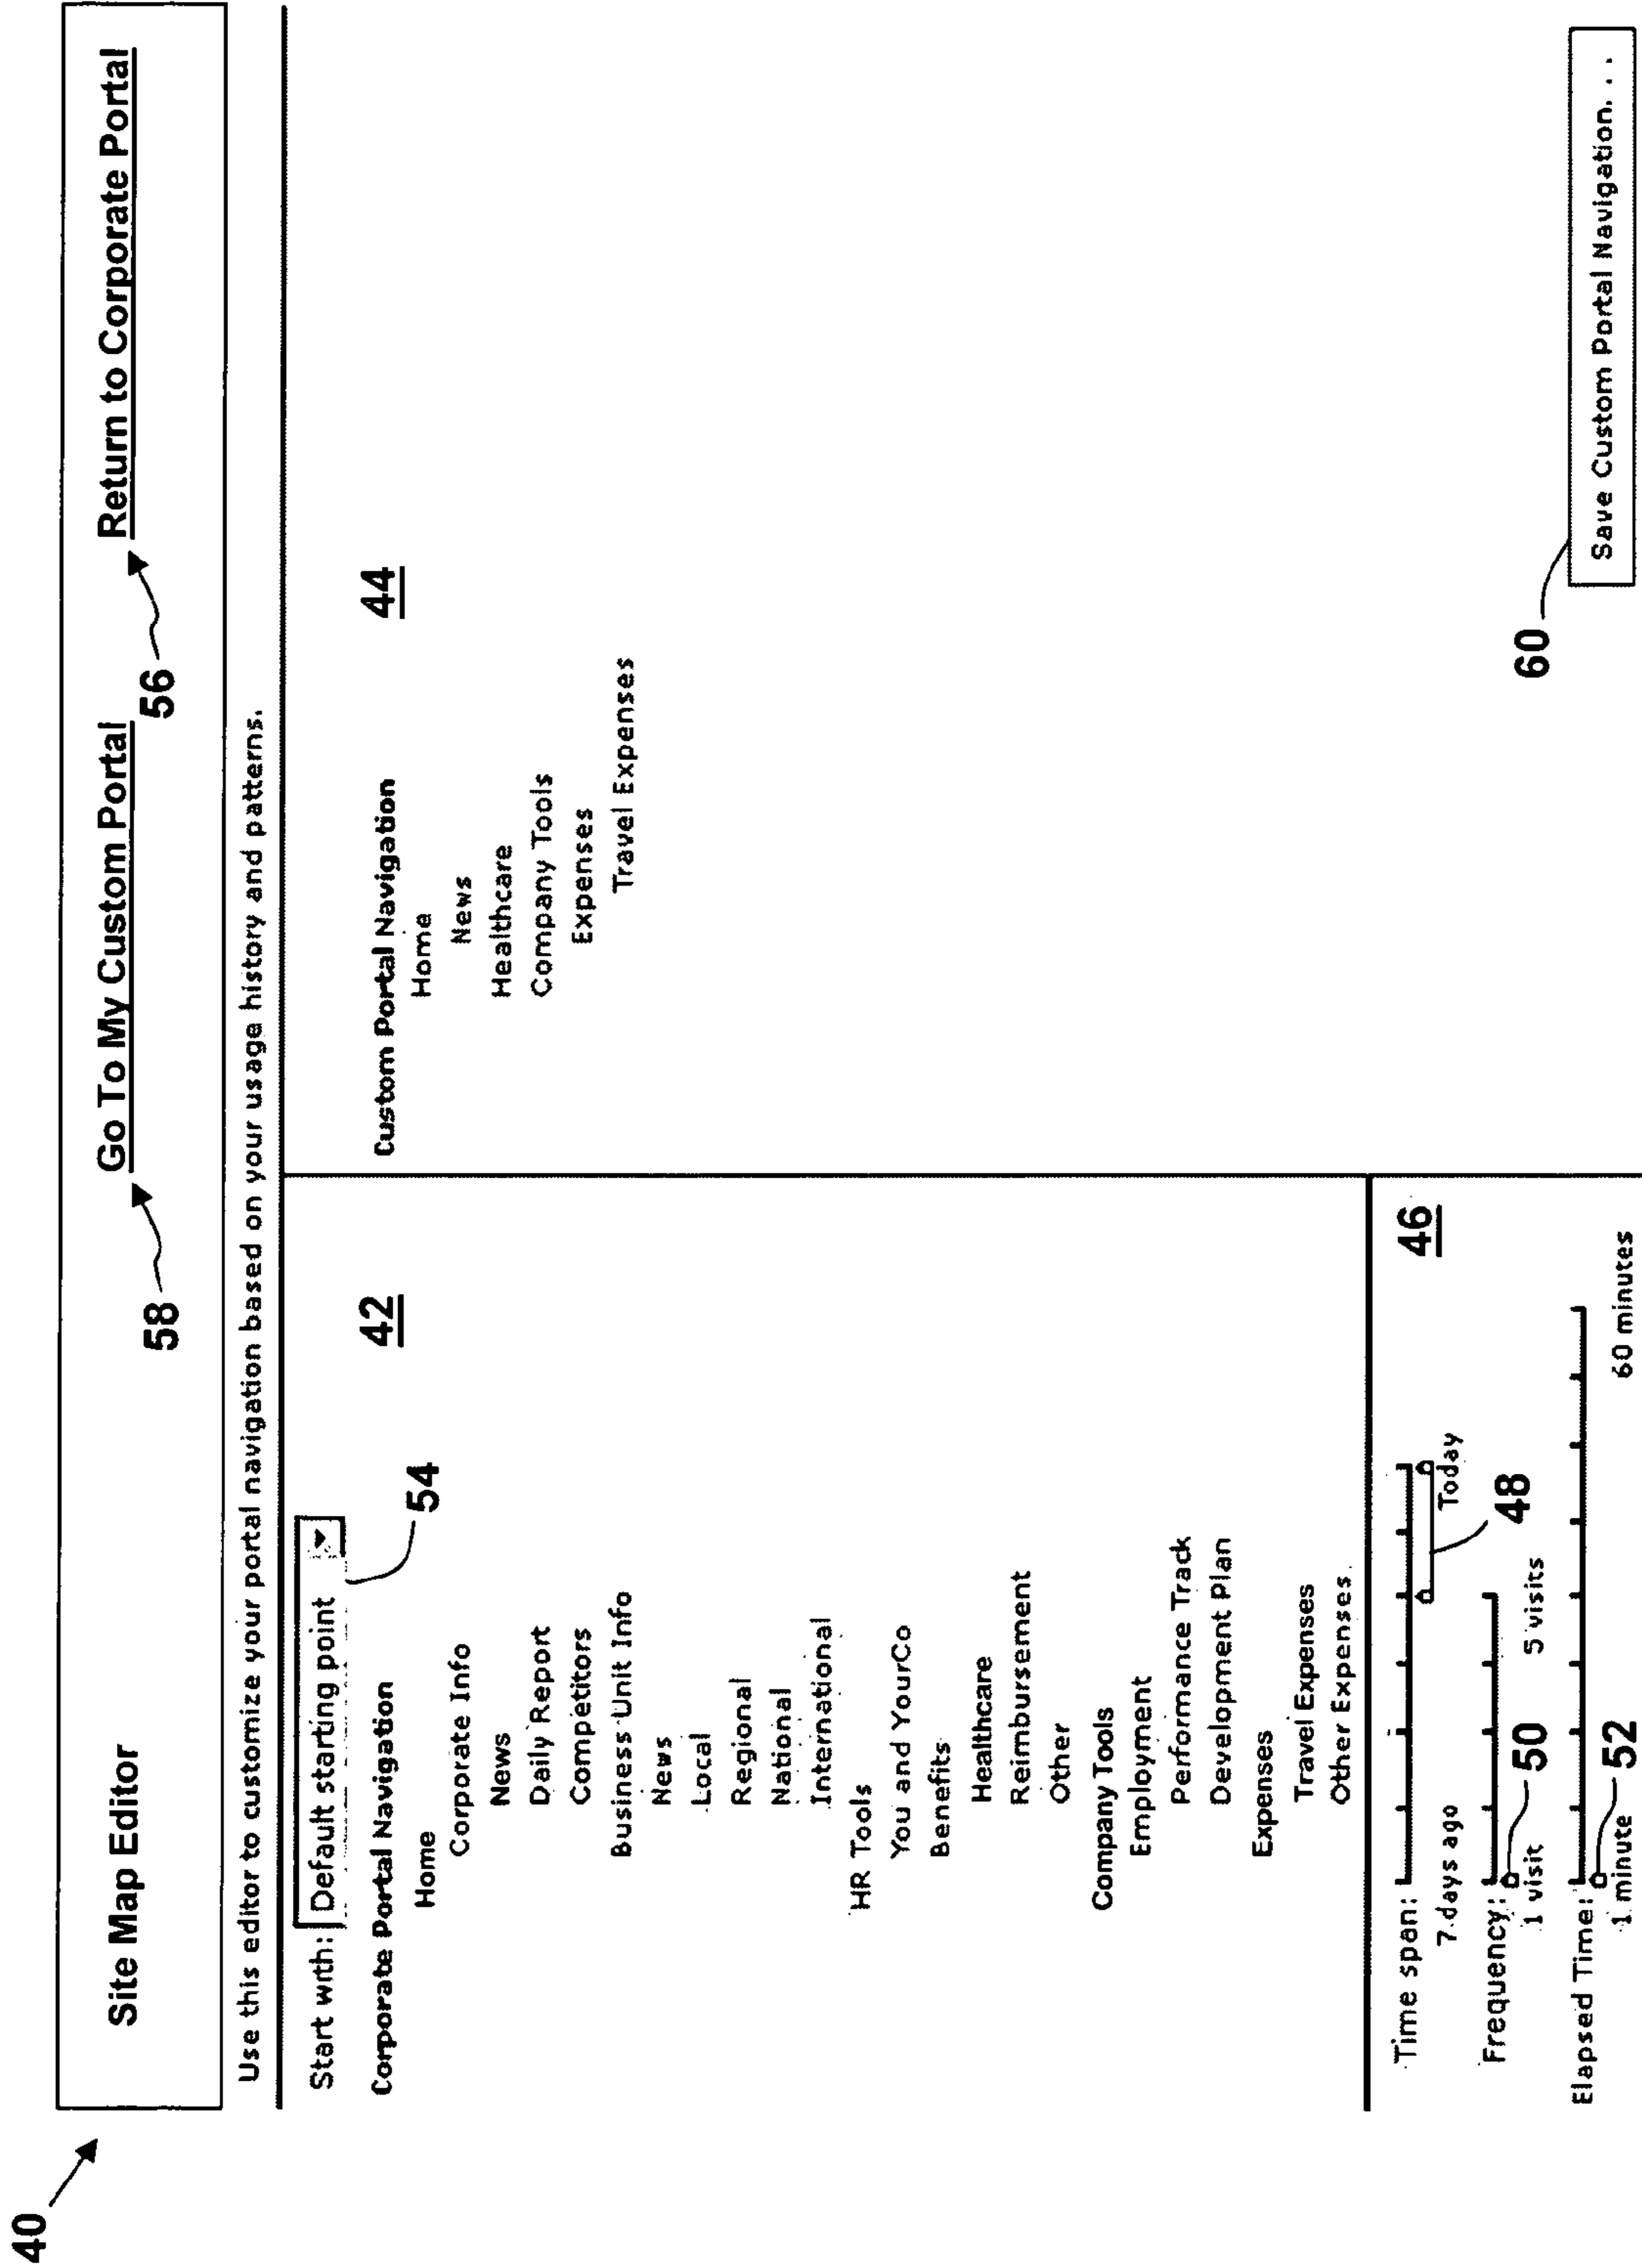 40
Site Map Editor
58
Go To My Custom Portal
56
Return to Corporate Portal
Use this editor to customize your portal navigation based on your usage history and patterns.
Start with: Default starting point
54
42
Corporate Portal Navigation
Home
Corporate Info
News
Daily Report
Competitors
Business Unit Info
News
Local
Regional
National
International
HR Tools
You and YourCo
Benefits
Healthcare
Reimbursement
Other
Company Tools
Employment
Performance Track
Development Plan
Expenses
Travel Expenses
Other Expenses
44
Custom Portal Navigation
Home
News
Healthcare
Company Tools
Expenses
Travel Expenses
46
Time span:
7 days ago Today
48
Frequency:
1 visit 5 visits
50
Elapsed Time:
1 minute 60 minutes
52
60
Save Custom Portal Navigation. . .